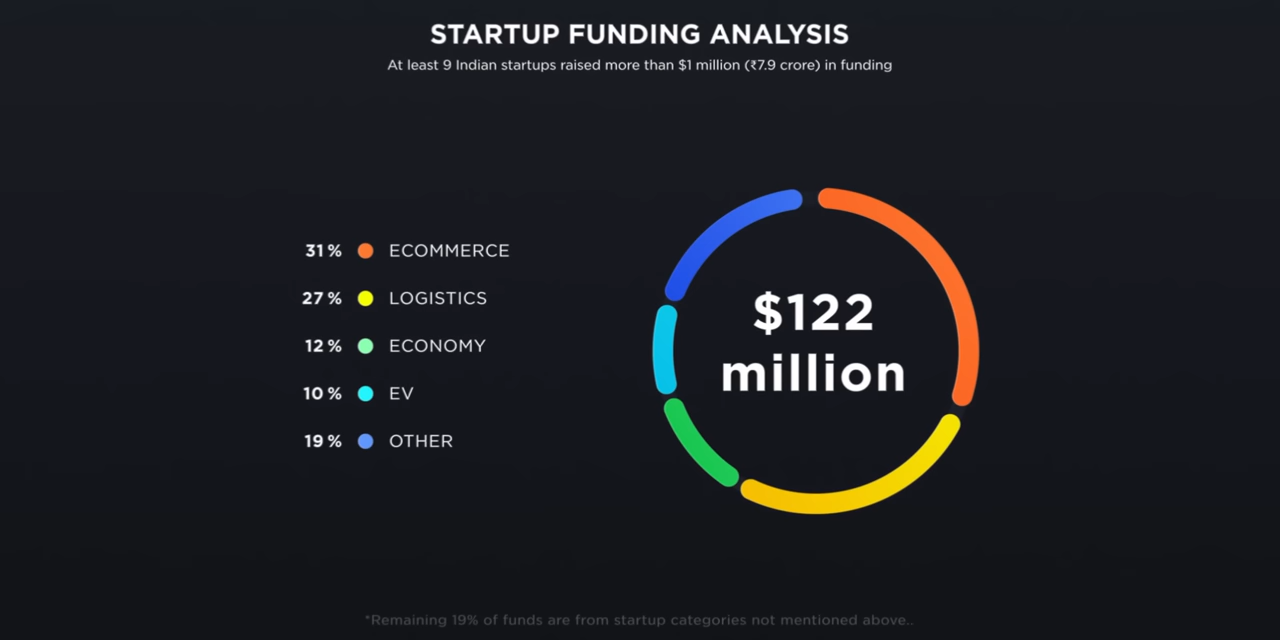 STARTUP FUNDING ANALYSIS
At least 9 Indian startups raised more than $1 million (₹7.9 crore) in funding
31 % ECOMMERCE
27 % LOGISTICS
12 % ECONOMY
10 % EV
19 % OTHER
$122
million
*Remaining 19% of funds are from startup categories not mentioned above..